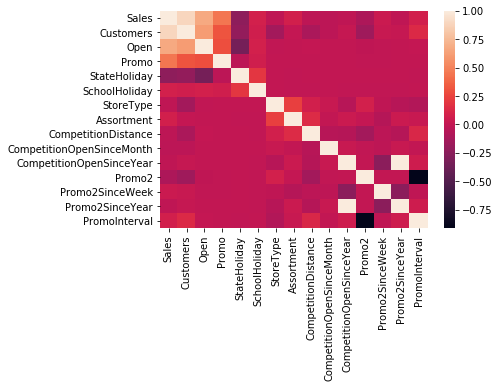 Sales
Customers
Open
Promo
StateHoliday
SchoolHoliday
StoreType
Assortment
CompetitionDistance
CompetitionOpenSinceMonth
CompetitionOpenSinceYear
Promo2
Promo2SinceWeek
Promo2SinceYear
PromoInterval
Sales
Customers
Open
Promo
StateHoliday
SchoolHoliday
StoreType
Assortment
CompetitionDistance
CompetitionOpenSinceMonth
CompetitionOpenSinceYear
Promo2
Promo2SinceWeek
Promo2SinceYear
PromoInterval
1.00
0.75
0.50
0.25
0.00
−0.25
−0.50
−0.75